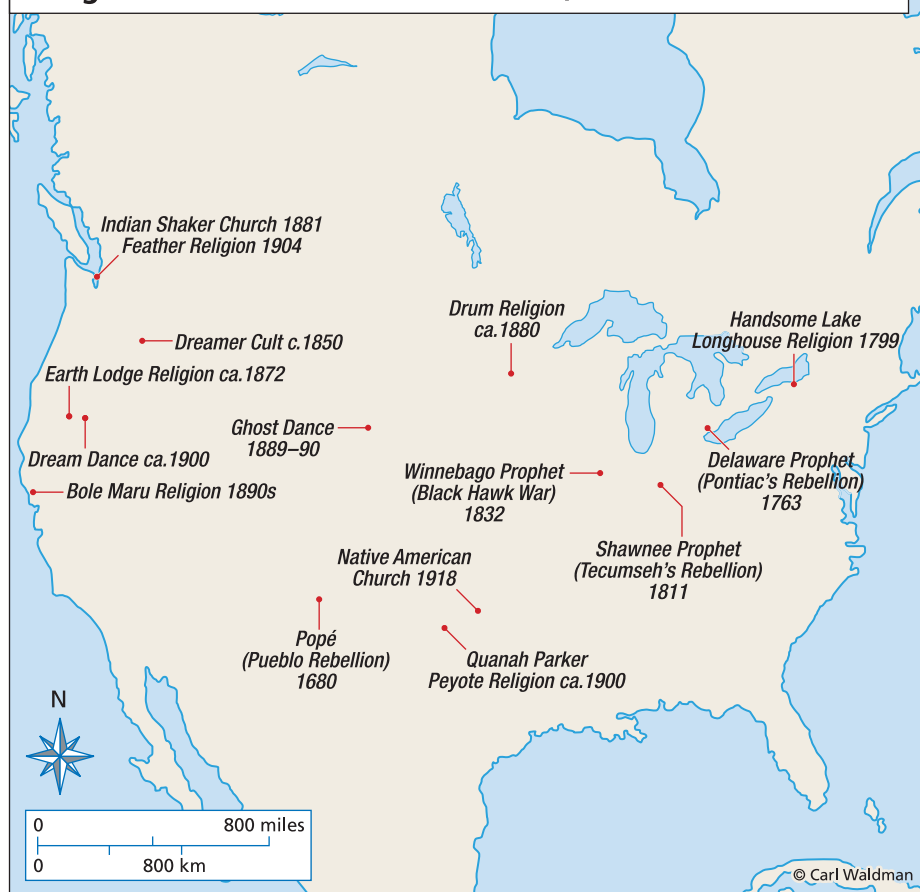 Indian Shaker Church 1881
Feather Religion 1904
Drum Religion
ca.1880
Handsome Lake
Longhouse Religion 1799
Dreamer Cult c.1850
Earth Lodge Religion ca.1872
Ghost Dance
1889–90
Dream Dance ca.1900
Bole Maru Religion 1890s
Winnebago Prophet
(Black Hawk War)
1832
Delaware Prophet
(Pontiac's Rebellion)
1763
Shawnee Prophet
(Tecumseh's Rebellion)
1811
Native American
Church 1918
Popé
(Pueblo Rebellion)
1680
Quanah Parker
Peyote Religion ca.1900
N
0 800 miles
0 800 km
© Carl Waldman